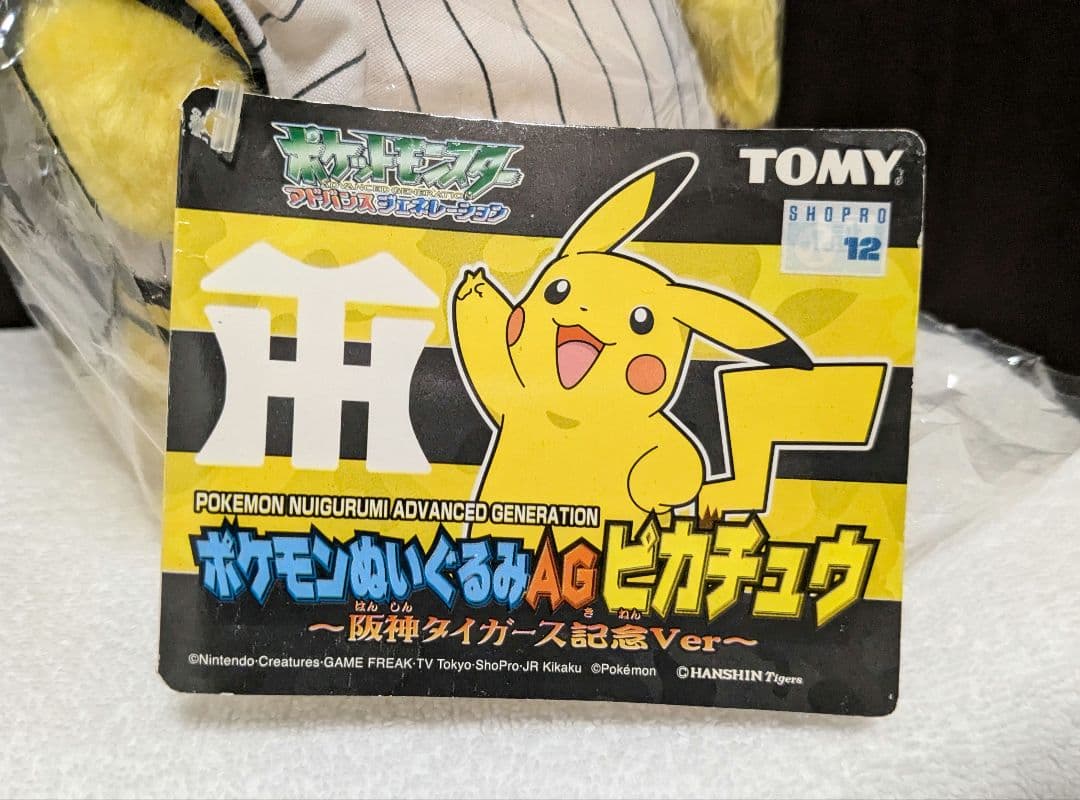 ポケットモンスター
ADVANCED GENERATION
アドバンスジェネレーション
TOMY
SHOPRO
12
POKEMON NUIGURUMI ADVANCED GENERATION
ポケモンぬいぐるみAGピカチュウ
はんしん きねん
～阪神タイガース記念Ver～
©Nintendo·Creatures·GAME FREAK·TV Tokyo·ShoPro·JR Kikaku ©Pokémon ©HANSHIN Tigers